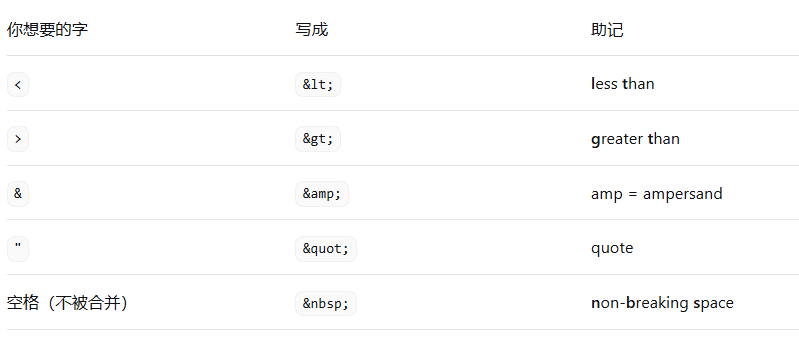 你想要的字 写成 助记
< &lt; less than
> &gt; greater than
& &amp; amp = ampersand
" &quot; quote
空格（不被合并） &nbsp; non-breaking space